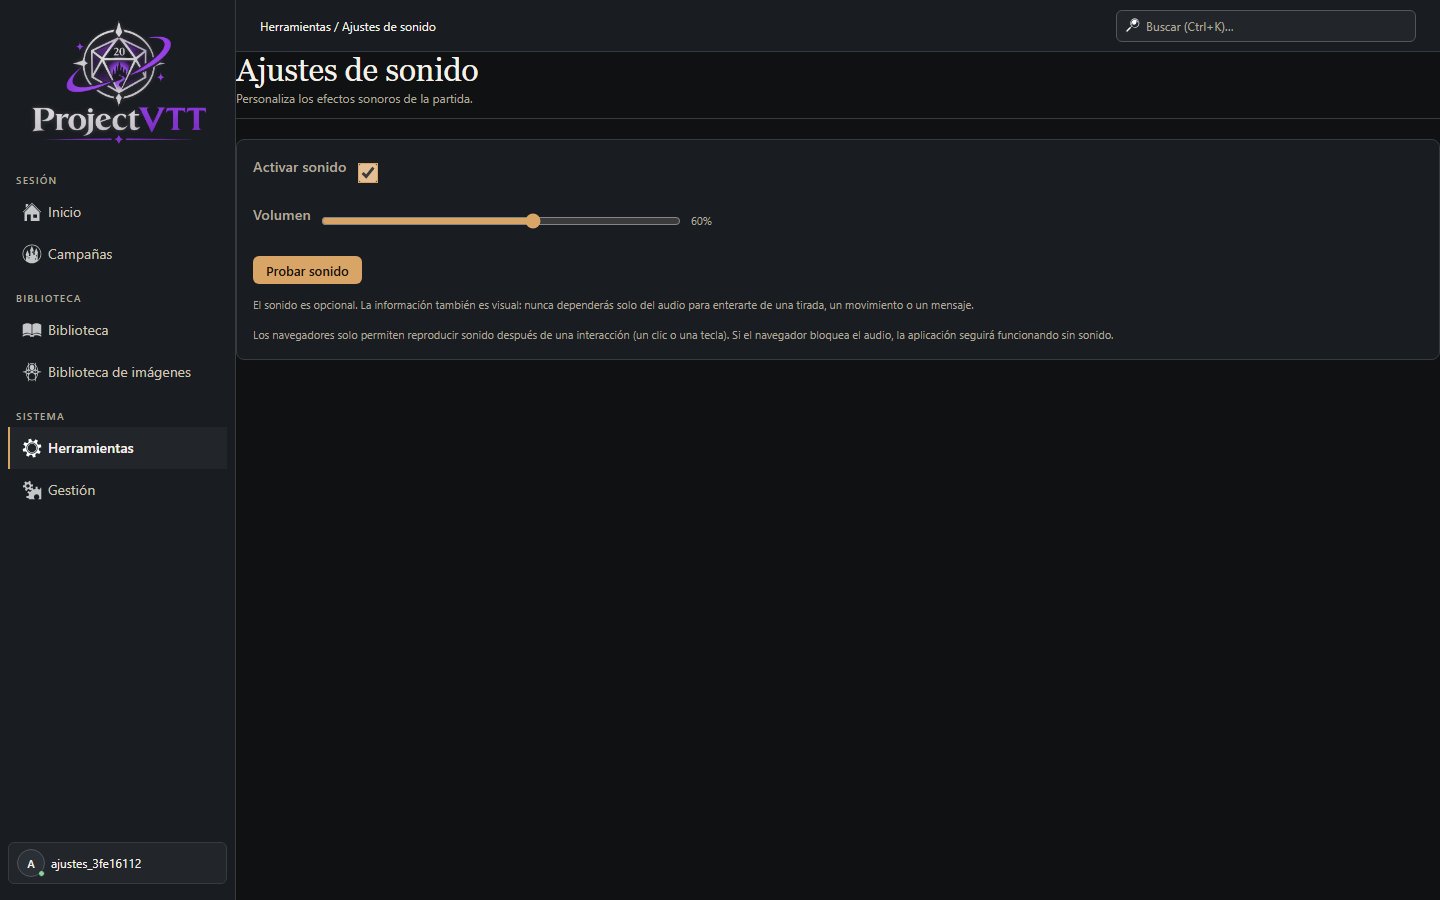 20
ProjectVTT
SESIÓN
Inicio
Campañas
BIBLIOTECA
Biblioteca
Biblioteca de imágenes
SISTEMA
Herramientas
Gestión
A
ajustes_3fe16112
Herramientas / Ajustes de sonido
Buscar (Ctrl+K)...
Ajustes de sonido
Personaliza los efectos sonoros de la partida.
Activar sonido
Volumen
60%
Probar sonido
El sonido es opcional. La información también es visual: nunca dependerás solo del audio para enterarte de una tirada, un movimiento o un mensaje.
Los navegadores solo permiten reproducir sonido después de una interacción (un clic o una tecla). Si el navegador bloquea el audio, la aplicación seguirá funcionando sin sonido.